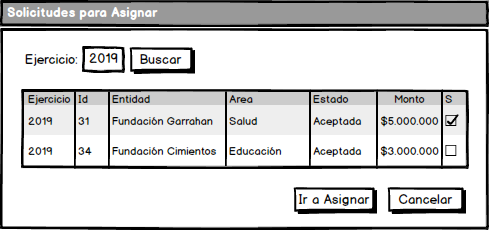 Solicitudes para Asignar
Ejercicio: 2019 Buscar
Ejercicio Id Entidad Area Estado Monto S
2019 31 Fundación Garrahan Salud Aceptada $5.000.000
2019 34 Fundación Cimientos Educación Aceptada $3.000.000
Ir a Asignar Cancelar